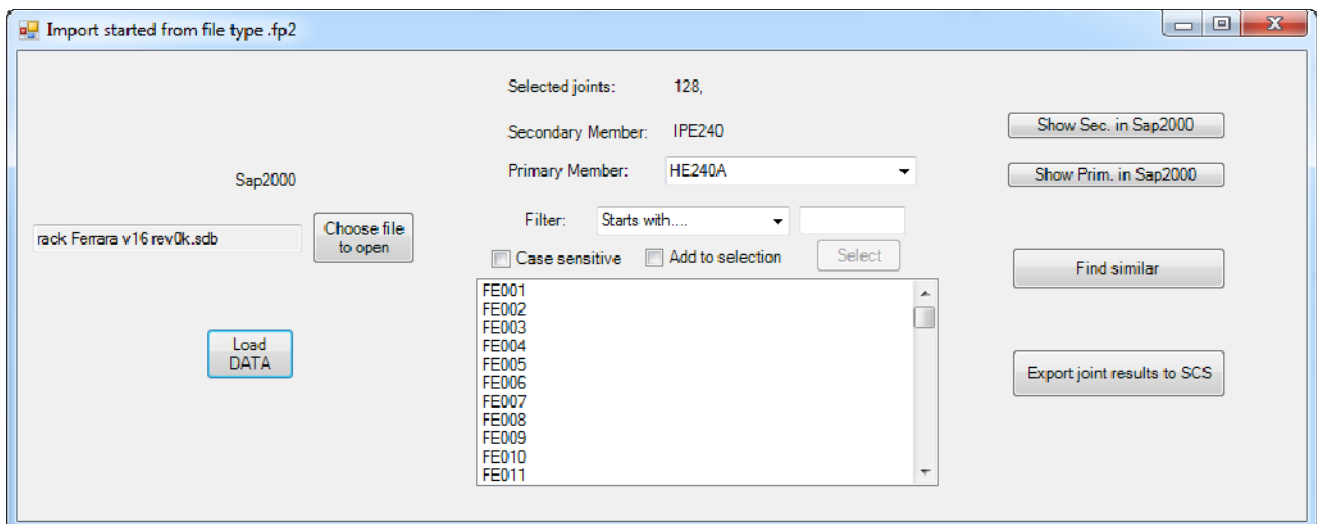 Import started from file type .fp2
Selected joints: 128,
Secondary Member: IPE240
Show Sec. in Sap2000
Primary Member: HE240A
Show Prim. in Sap2000
Sap2000
Filter: Starts with....
rack Ferrara v16 rev0k.sdb
Choose file
to open
Case sensitive Add to selection Select
Find similar
FE001
FE002
FE003
FE004
FE005
FE006
FE007
FE008
FE009
FE010
FE011
Load
DATA
Export joint results to SCS